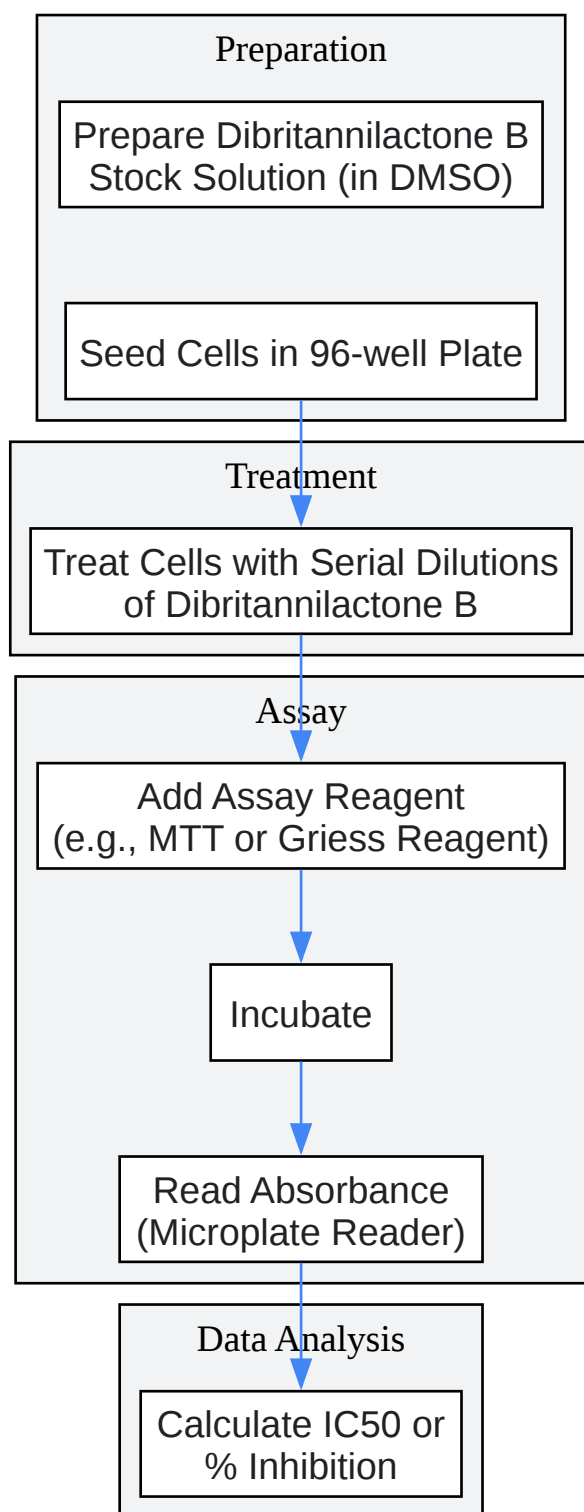 Preparation
Prepare Dibritannilactone B
Stock Solution (in DMSO)
Seed Cells in 96-well Plate
Treatment
Treat Cells with Serial Dilutions
of Dibritannilactone B
Assay
Add Assay Reagent
(e.g., MTT or Griess Reagent)
Incubate
Read Absorbance
(Microplate Reader)
Data Analysis
Calculate IC50 or
% Inhibition